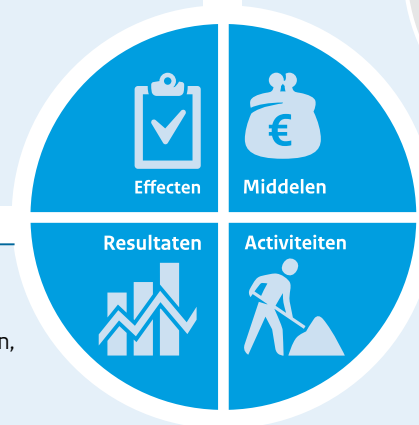 €
Effecten
Middelen
Resultaten
Activiteiten
n,